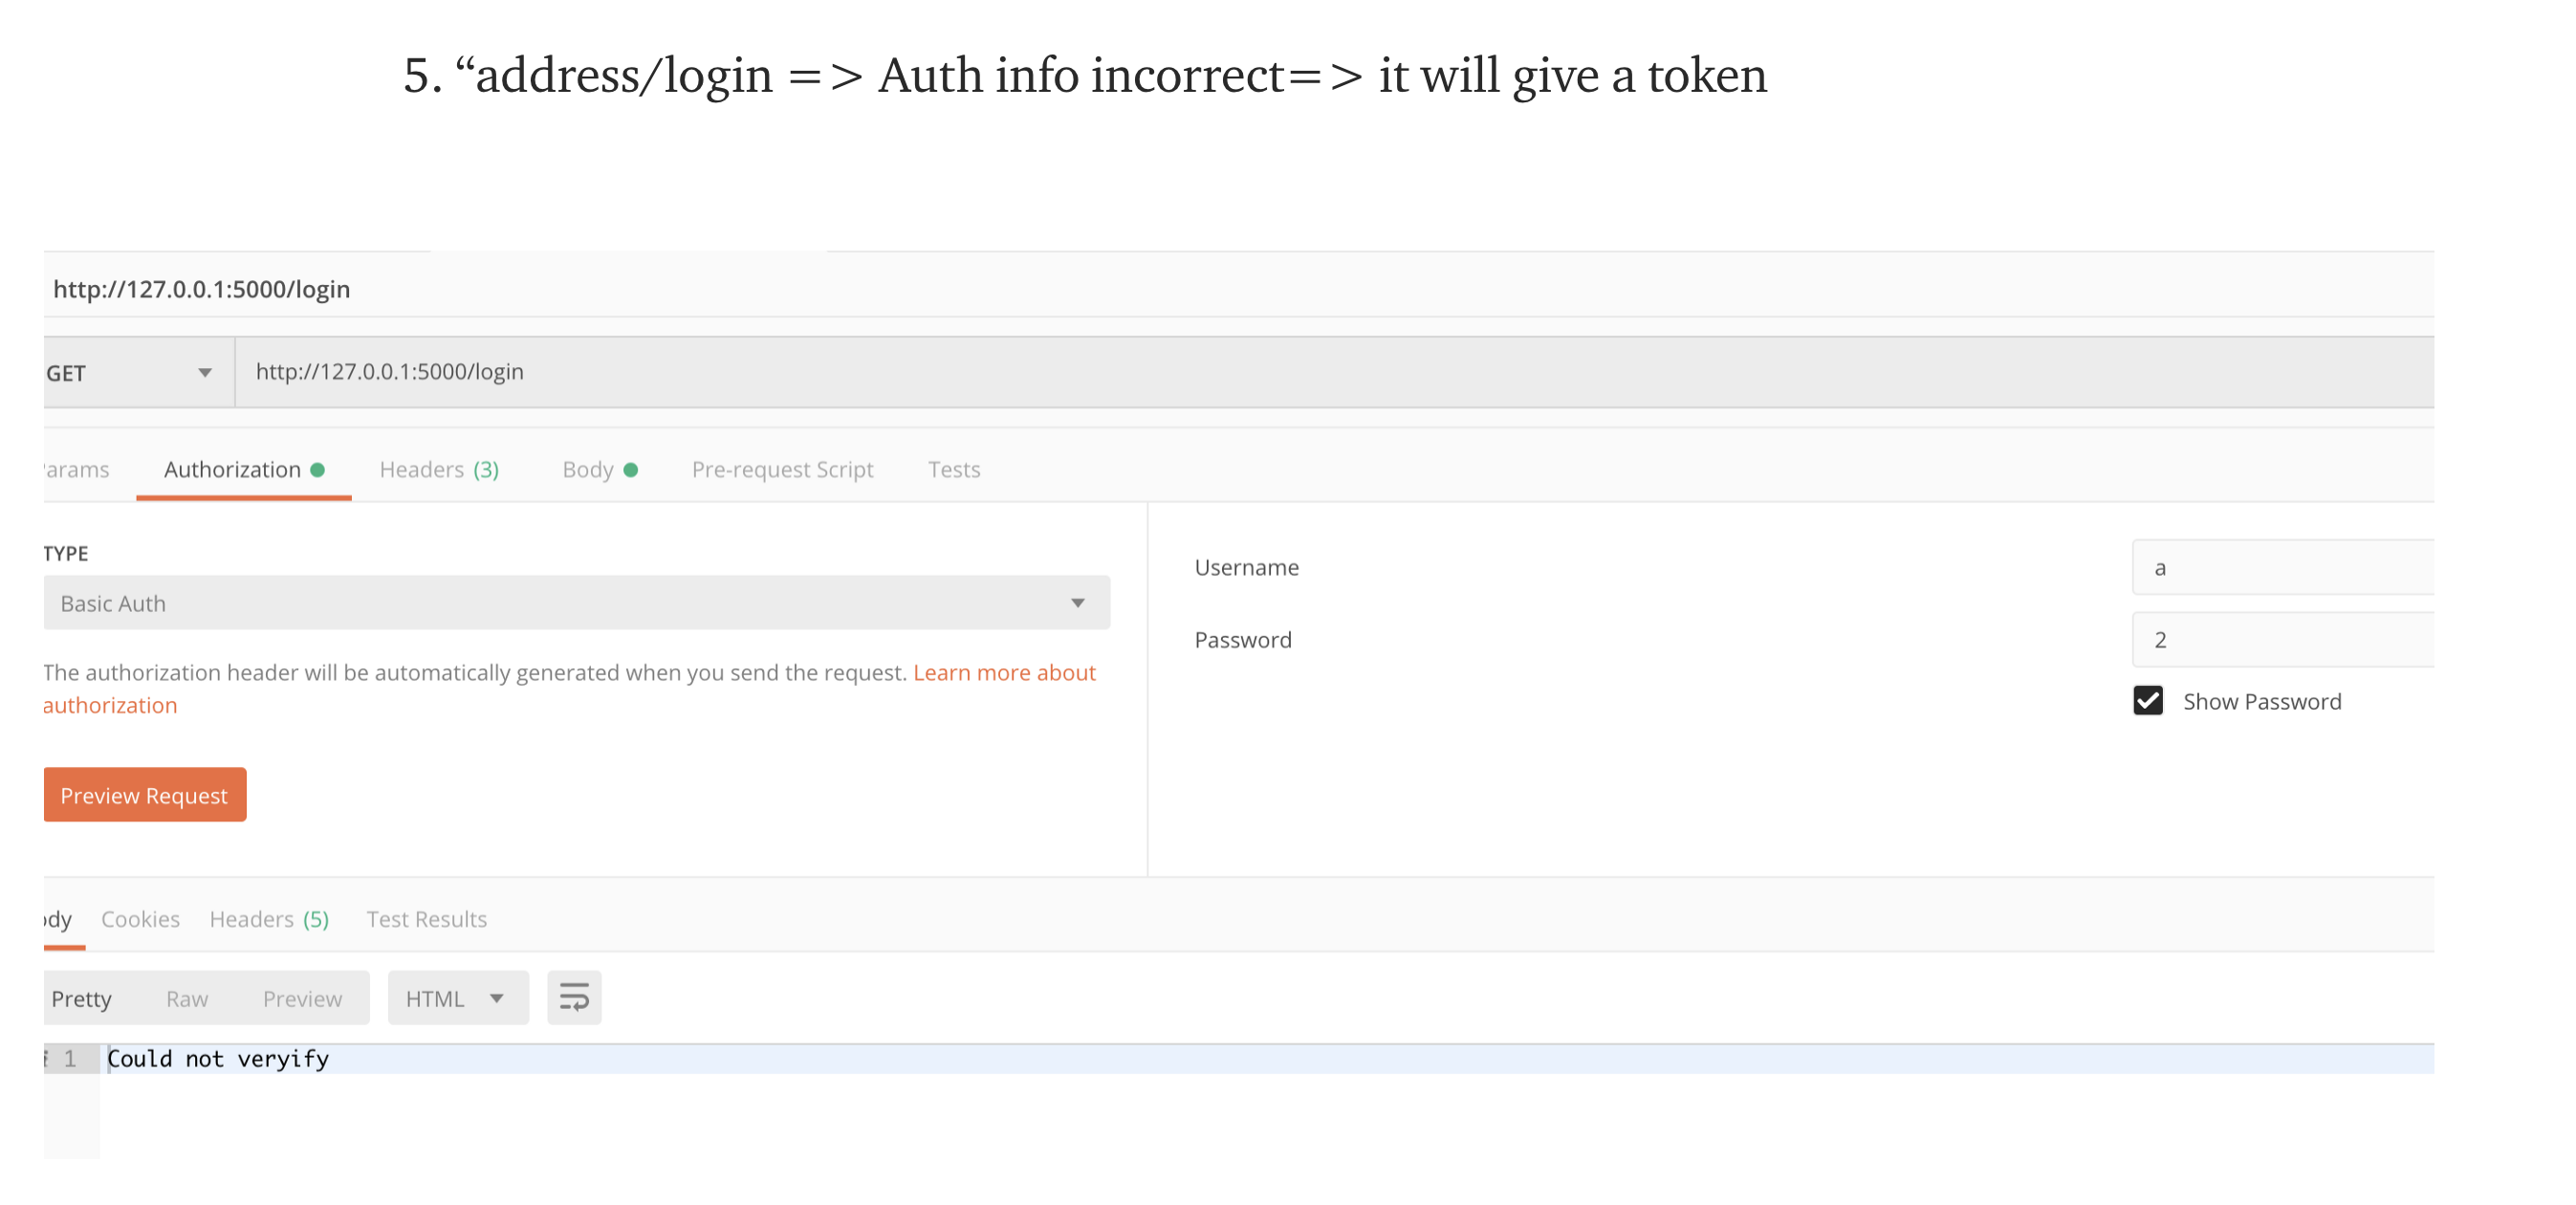 5. “address/login => Auth info incorrect=> it will give a token
http://127.0.0.1:5000/login
GET http://127.0.0.1:5000/login
arams Authorization Headers (3) Body Pre-request Script Tests
TYPE
Basic Auth
The authorization header will be automatically generated when you send the request. Learn more about
authorization
Preview Request
Username a
Password 2
Show Password
ody Cookies Headers (5) Test Results
Pretty Raw Preview HTML
1 Could not veryify